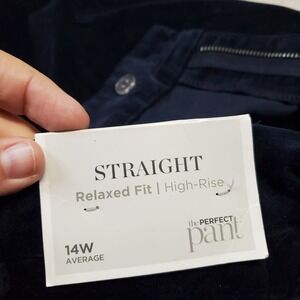 STRAIGHT
Relaxed Fit | High-Rise
the PERFECT
pant
14W
AVERAGE